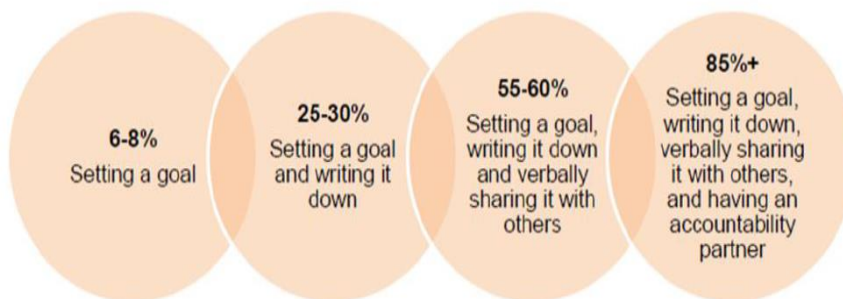 6-8%
Setting a goal
25-30%
Setting a goal
and writing it
down
55-60%
Setting a goal,
writing it down
and verbally
sharing it with
others
85%+
Setting a goal,
writing it down,
verbally sharing
it with others,
and having an
accountability
partner